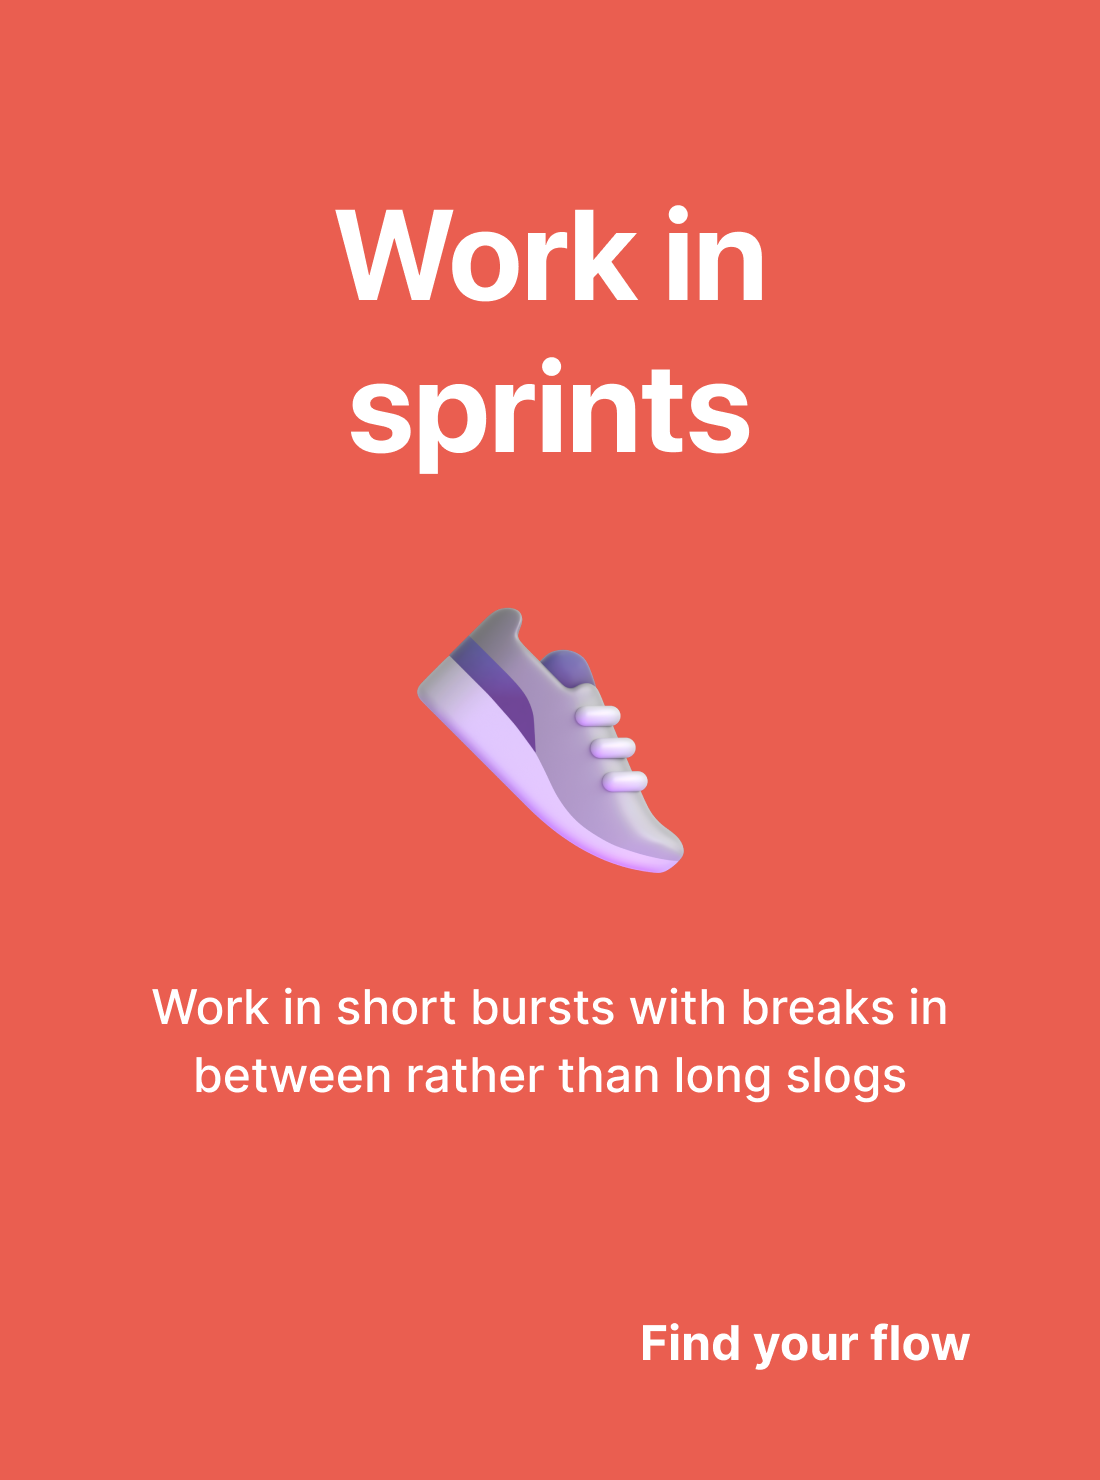 Work in
sprints
Work in short bursts with breaks in
between rather than long slogs
Find your flow